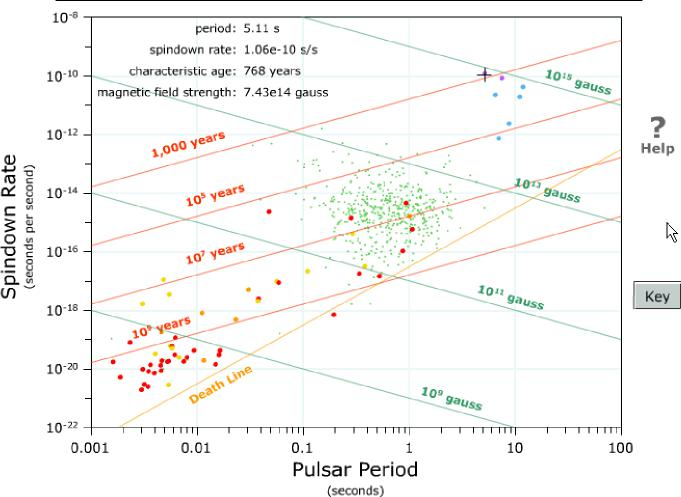 period: 5.11 s
spindown rate: 1.06e-10 s/s
characteristic age: 768 years
magnetic field strength: 7.43e14 gauss
10⁻⁸
10⁻¹⁰
10⁻¹²
10⁻¹⁴
10⁻¹⁶
10⁻¹⁸
10⁻²⁰
10⁻²²
Spindown Rate
(seconds per second)
1,000 years
10⁵ years
10⁷ years
10⁹ years
10¹⁵ gauss
10¹³ gauss
10¹¹ gauss
10⁹ gauss
Death Line
0.001
0.01
0.1
1
10
100
Pulsar Period
(seconds)
?
Help
Key